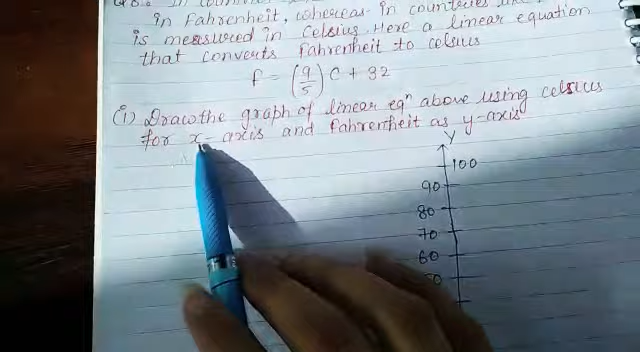 in Fahrenheit, whereas in countries
is measured in Celsius. Here a linear equation
that converts Fahrenheit to celsius
F = (9/5) C + 32
(i) Draw the graph of linear eqⁿ above using celsius
for x-axis and Fahrenheit as y-axis
Y
100
90
80
70
60